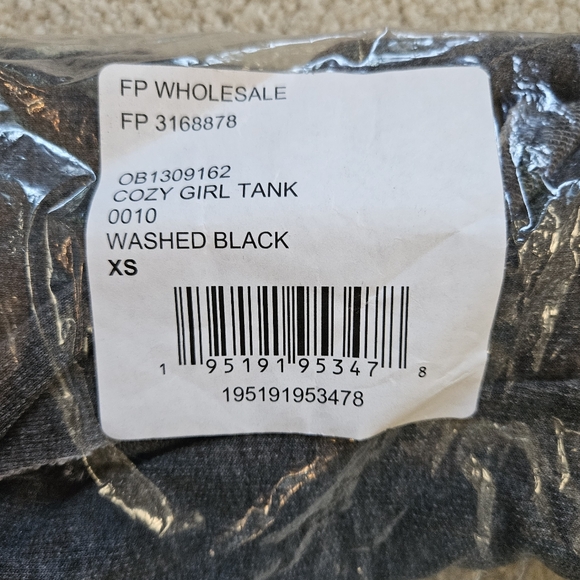 FP WHOLESALE
FP 3168878
OB1309162
COZY GIRL TANK
0010
WASHED BLACK
XS
1 95191 95347 8
195191953478